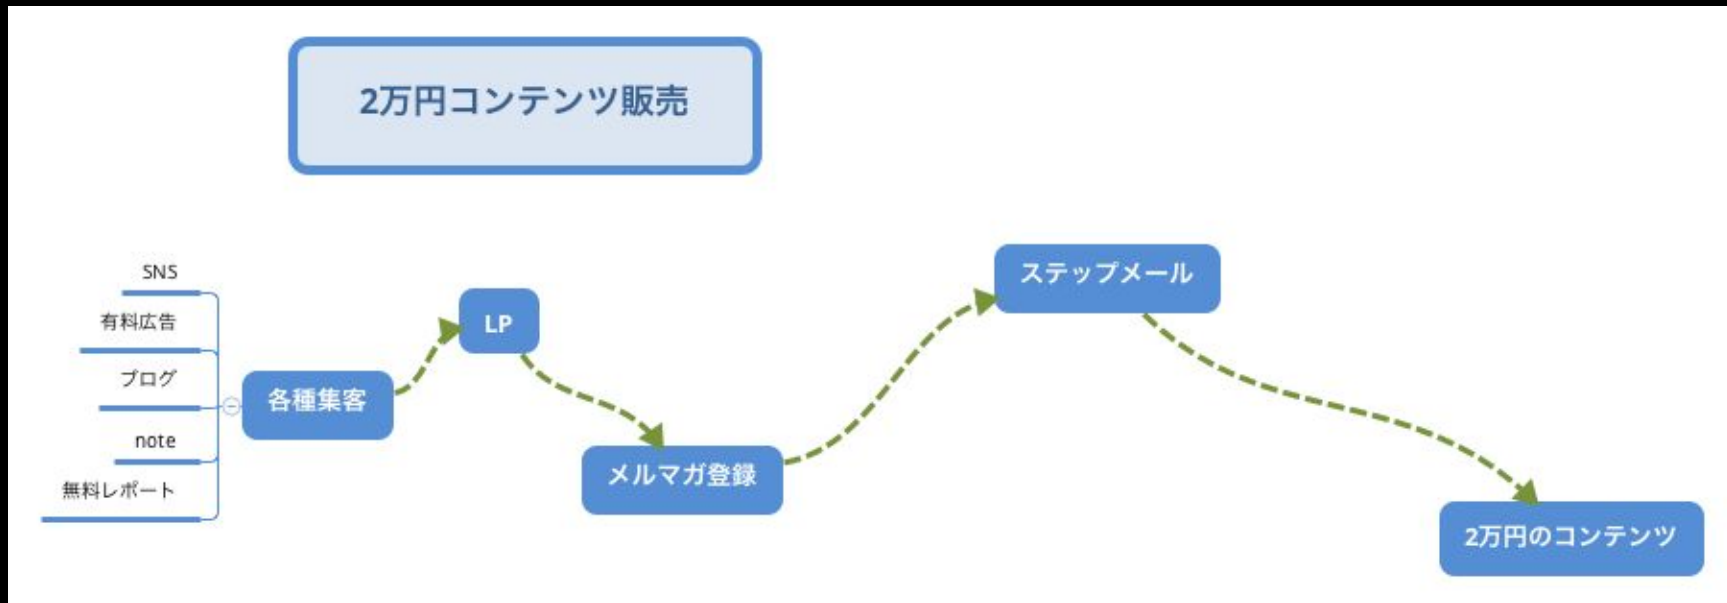 2万円コンテンツ販売
SNS
有料広告
ブログ
note
無料レポート
各種集客
LP
メルマガ登録
ステップメール
2万円のコンテンツ